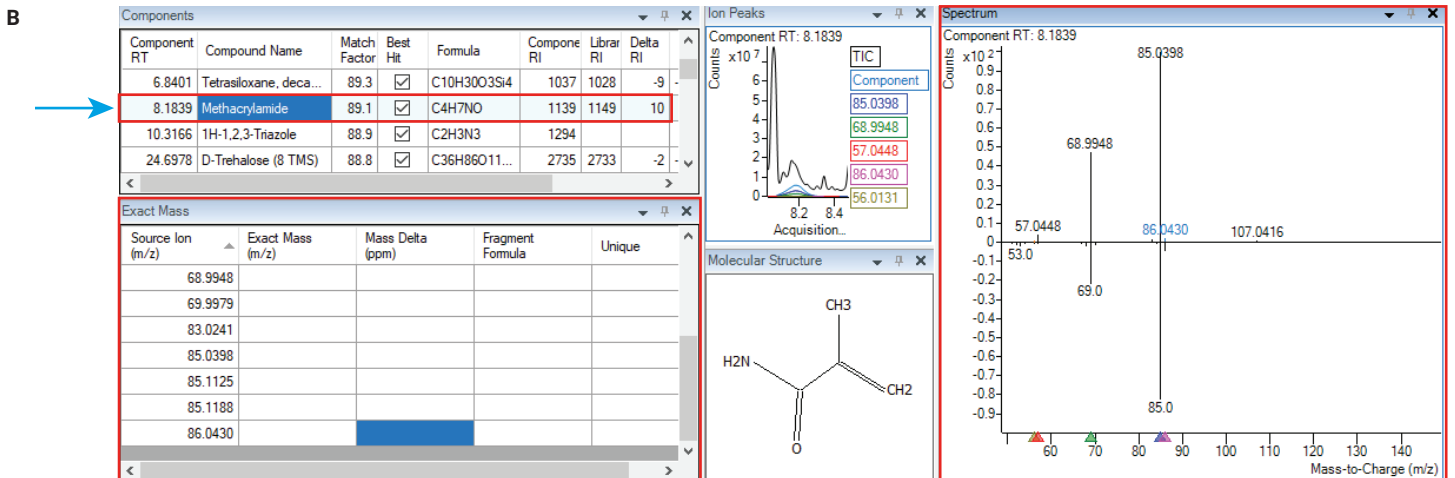 B
Components
Component RT Compound Name Match Factor Best Hit Formula Compone RI Librar RI Delta RI
6.8401 Tetrasiloxane, deca... 89.3 C10H30O3Si4 1037 1028 -9 -
8.1839 Methacrylamide 89.1 C4H7NO 1139 1149 10
10.3166 1H-1,2,3-Triazole 88.9 C2H3N3 1294
24.6978 D-Trehalose (8 TMS) 88.8 C36H86O11... 2735 2733 -2 -
Exact Mass
Source Ion (m/z) Exact Mass (m/z) Mass Delta (ppm) Fragment Formula Unique
68.9948
69.9979
83.0241
85.0398
85.1125
85.1188
86.0430
Ion Peaks
Component RT: 8.1839
Counts
x10 7
6
5
4
3
2
1
0
8.2 8.4
Acquisition...
TIC
Component
85.0398
68.9948
57.0448
86.0430
56.0131
Molecular Structure
CH3
H2N
CH2
O
Spectrum
Component RT: 8.1839
Counts
x10 2
0.9
0.8
0.7
0.6
0.5
0.4
0.3
0.2
0.1
0
-0.1
-0.2
-0.3
-0.4
-0.5
-0.6
-0.7
-0.8
-0.9
85.0398
68.9948
57.0448
86.0430
107.0416
53.0
69.0
85.0
60 70 80 90 100 110 120 130 140
Mass-to-Charge (m/z)